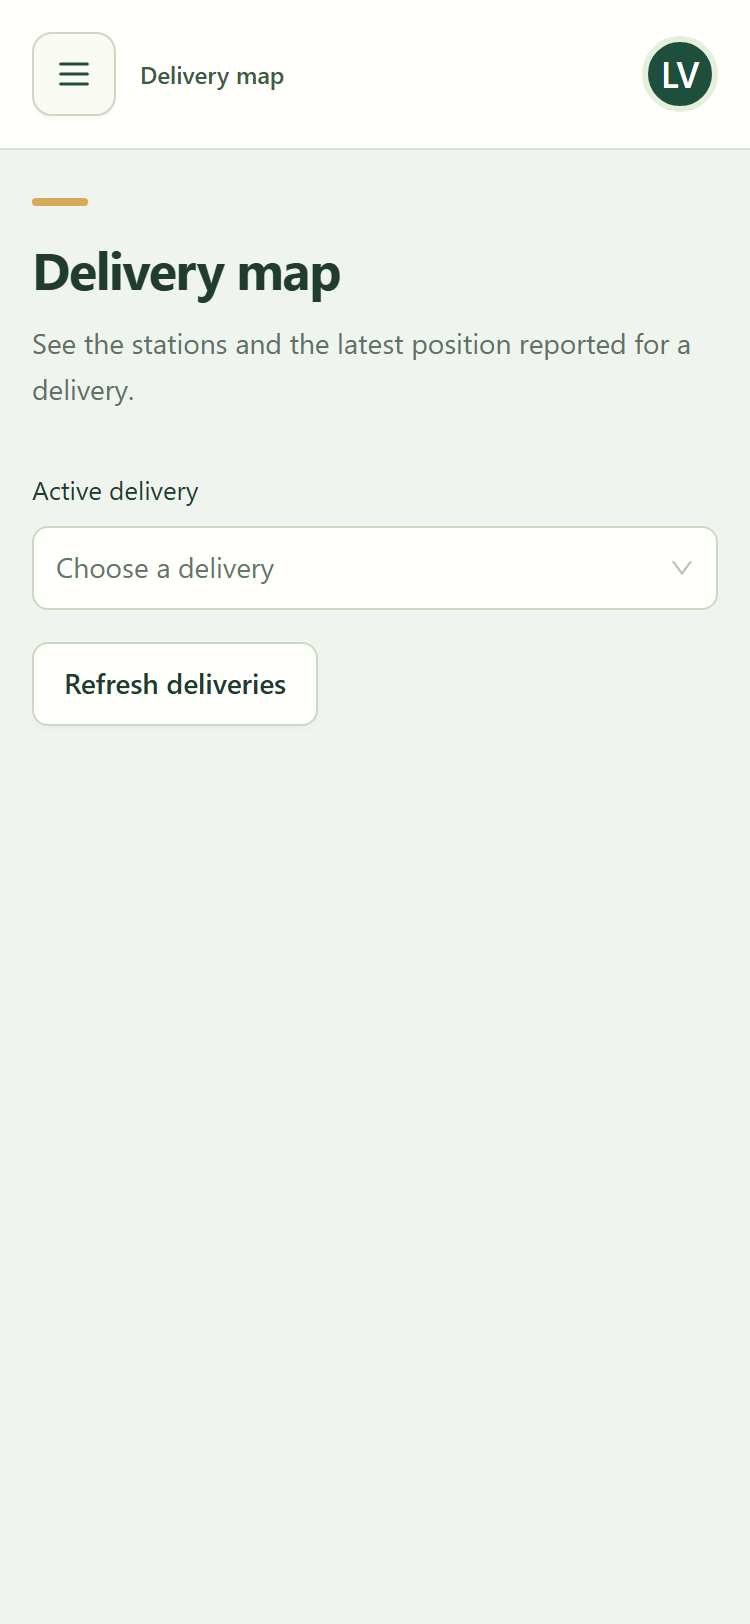 Delivery map
LV
Delivery map
See the stations and the latest position reported for a
delivery.
Active delivery
Choose a delivery
Refresh deliveries